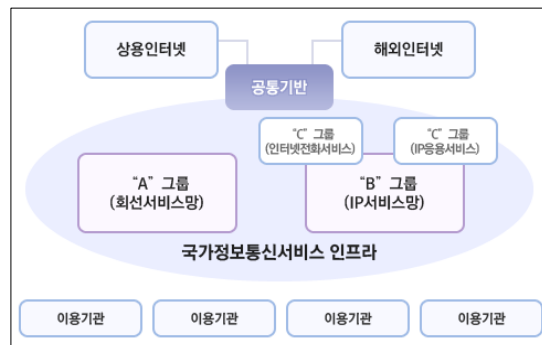 상용인터넷
해외인터넷
공통기반
“C” 그룹
(인터넷전화서비스)
“C” 그룹
(IP응용서비스)
“A” 그룹
(회선서비스망)
“B” 그룹
(IP서비스망)
국가정보통신서비스 인프라
이용기관
이용기관
이용기관
이용기관